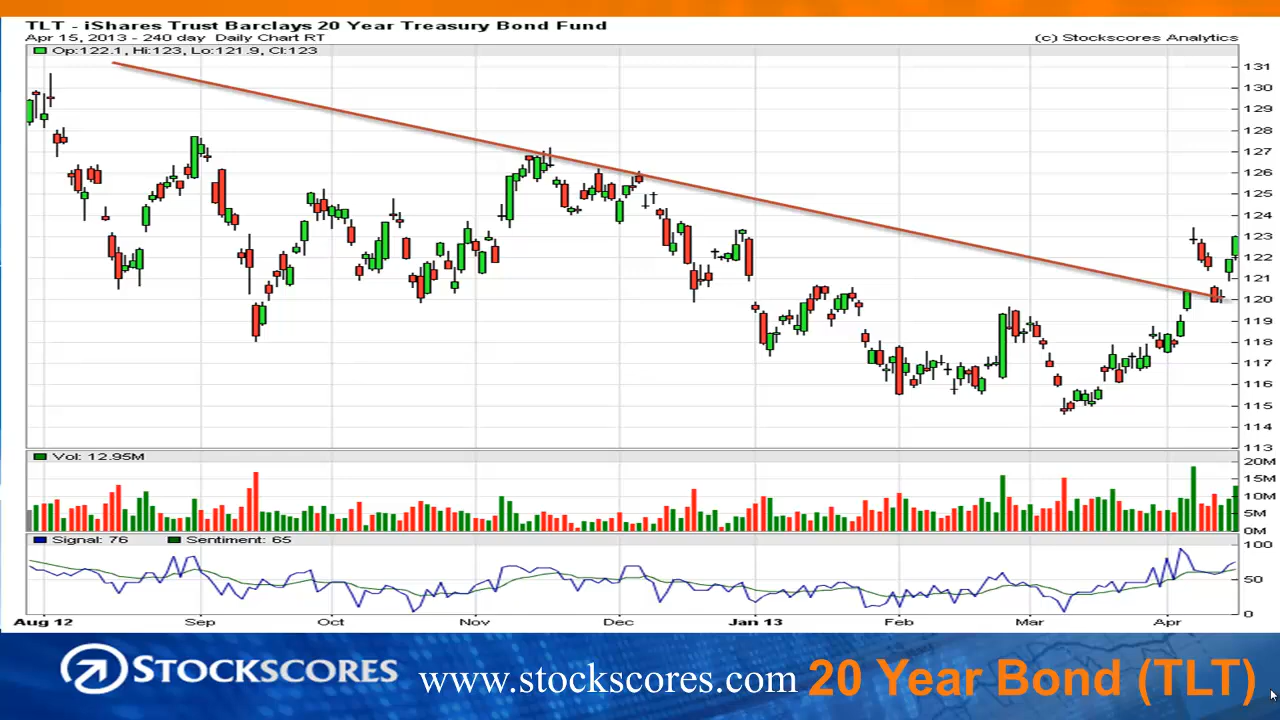 TLT - iShares Trust Barclays 20 Year Treasury Bond Fund
Apr 15, 2013 - 240 day Daily Chart RT (c) Stockscores Analytics
Op:122.1, Hi:123, Lo:121.9, Cl:123
131
130
129
128
127
126
125
124
123
122
121
120
119
118
117
116
115
114
113
Vol: 12.95M
20M
15M
10M
5M
0M
Signal: 76 Sentiment: 65
100
50
0
Aug 12 Sep Oct Nov Dec Jan 13 Feb Mar Apr
STOCKSCORES www.stockscores.com 20 Year Bond (TLT)